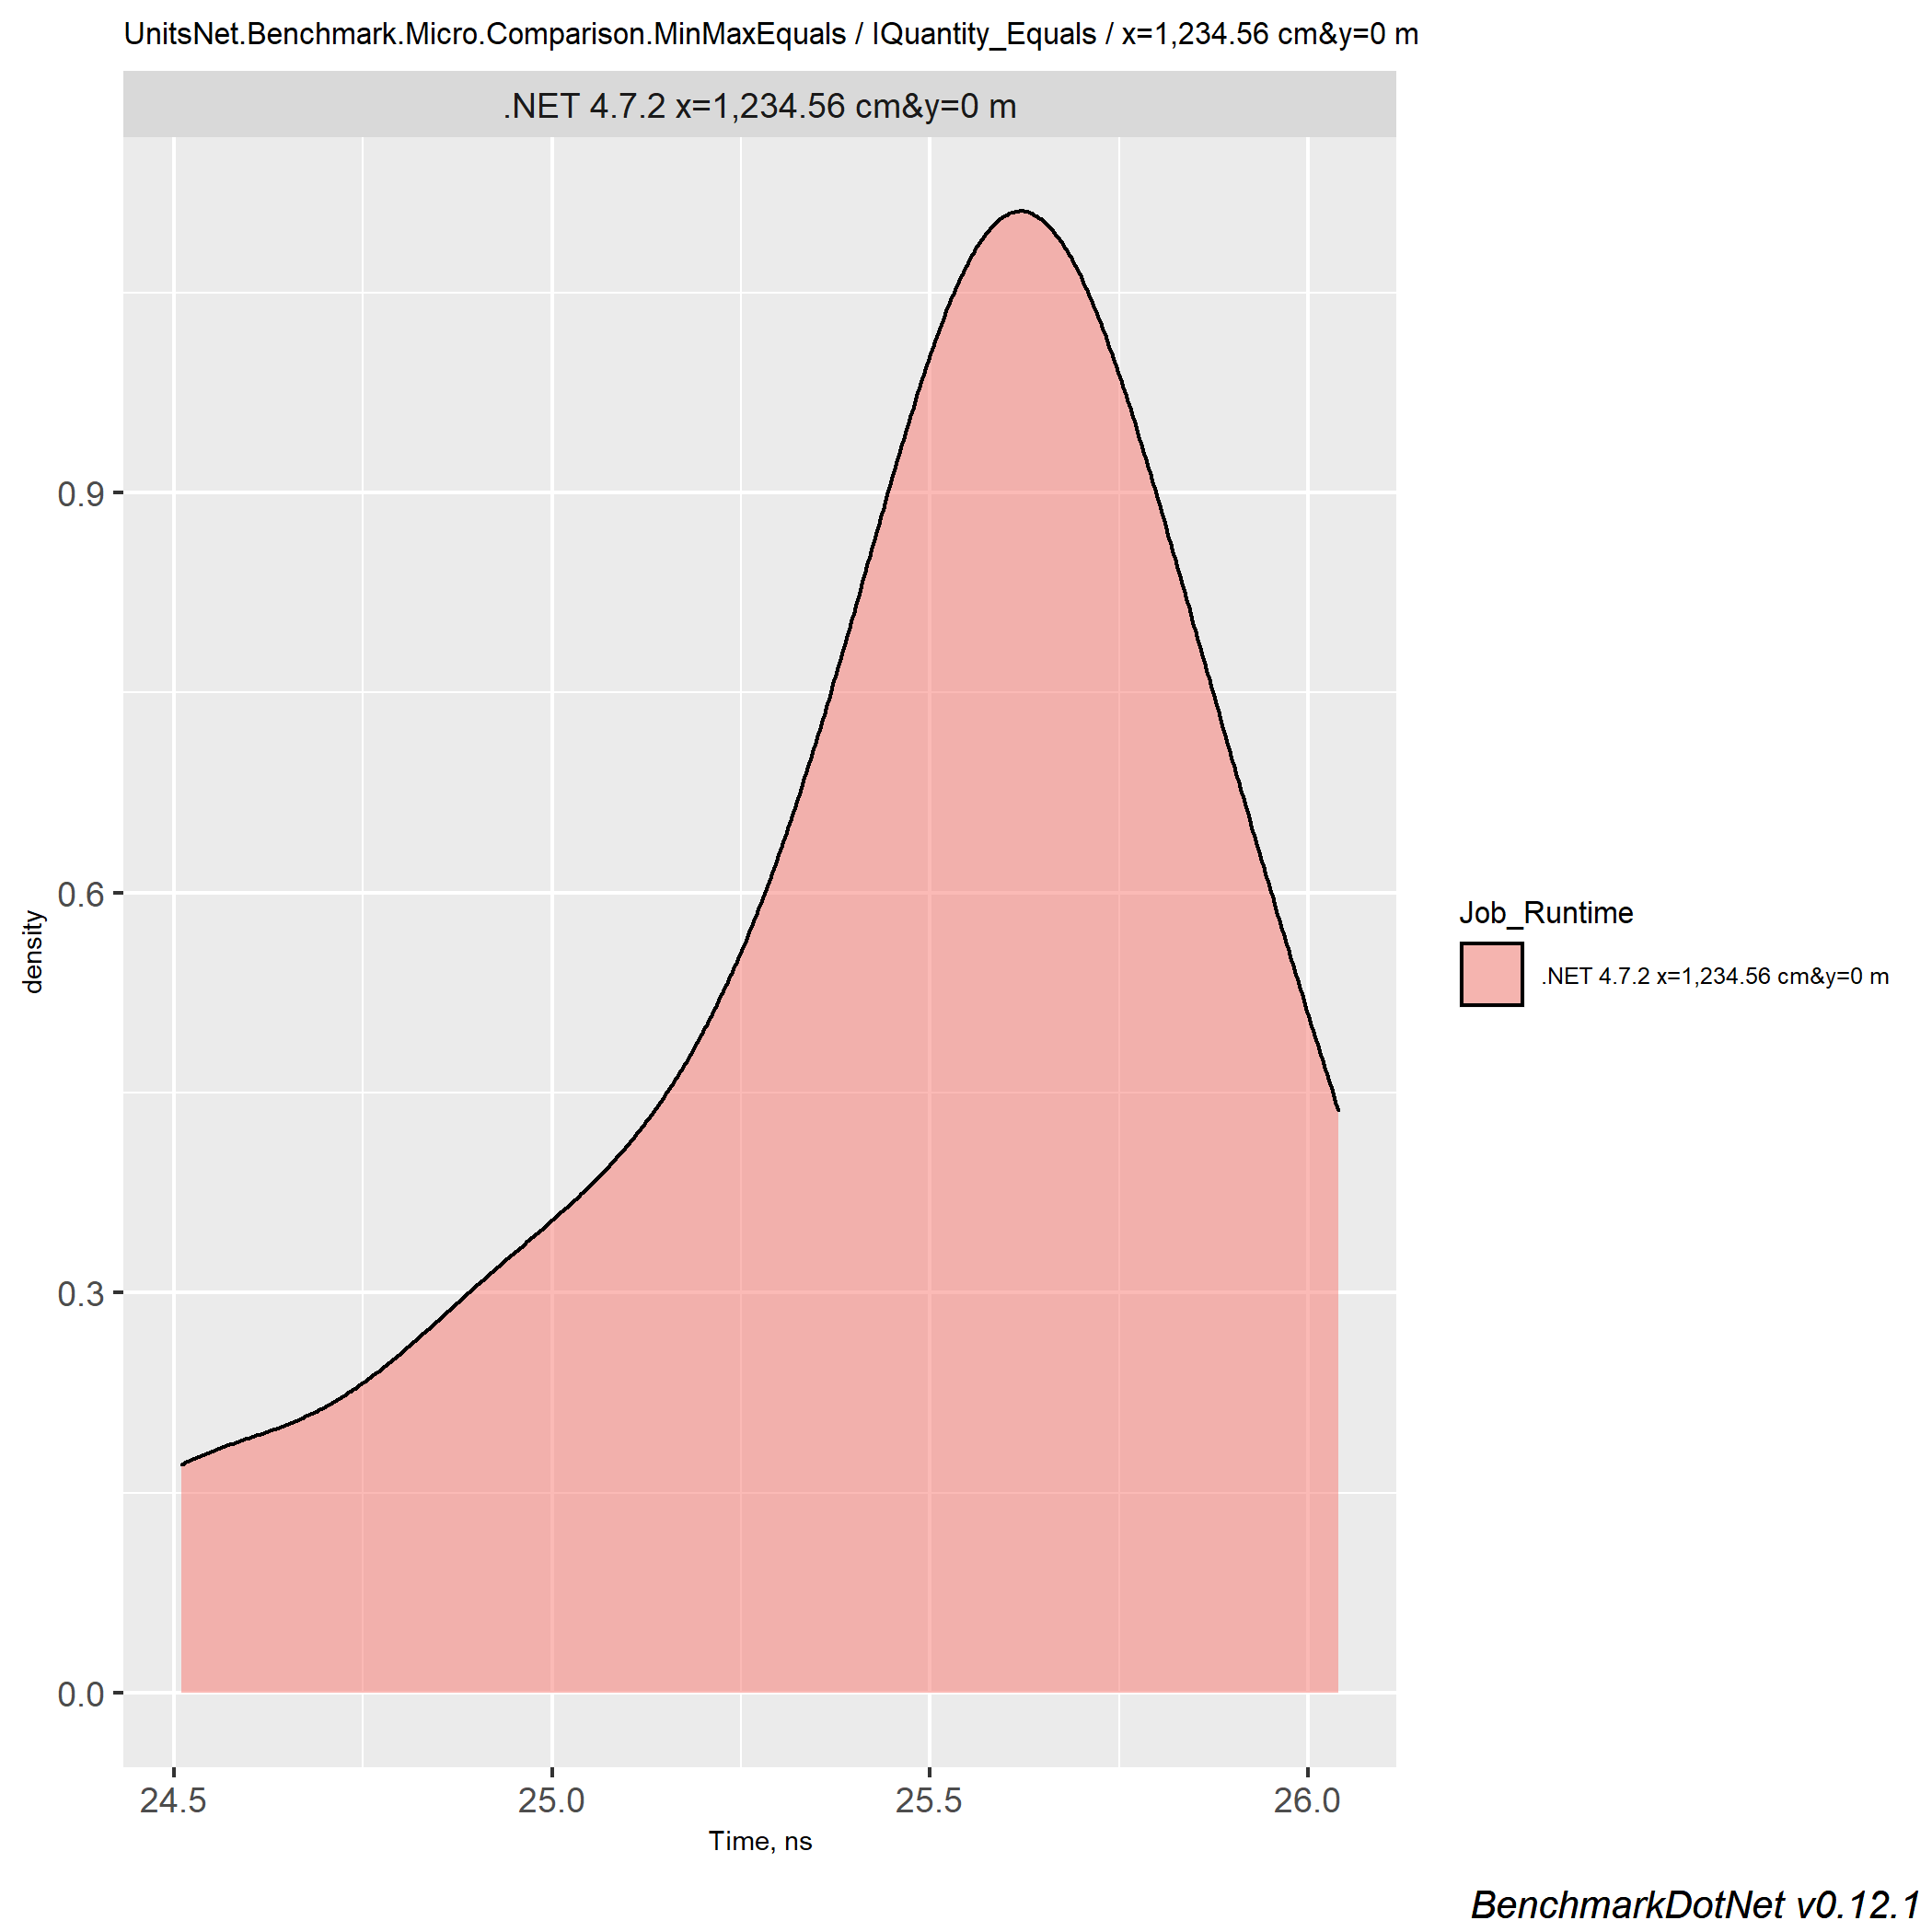 UnitsNet.Benchmark.Micro.Comparison.MinMaxEquals / IQuantity_Equals / x=1,234.56 cm&y=0 m
.NET 4.7.2 x=1,234.56 cm&y=0 m
0.9
0.6
0.3
0.0
density
24.5 25.0 25.5 26.0
Time, ns
Job_Runtime
.NET 4.7.2 x=1,234.56 cm&y=0 m
BenchmarkDotNet v0.12.1